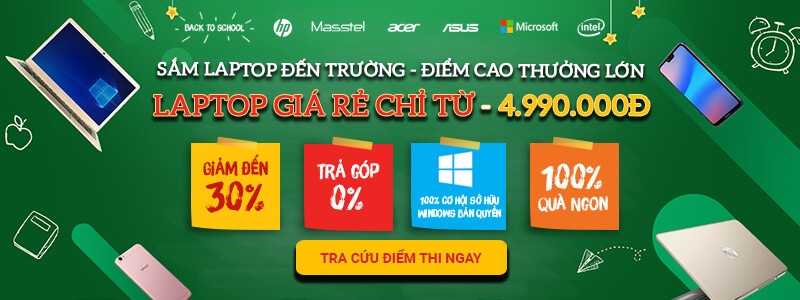 BACK TO SCHOOL hp Masstel acer ASUS Microsoft intel
SẮM LAPTOP ĐẾN TRƯỜNG - ĐIỂM CAO THƯỞNG LỚN
LAPTOP GIÁ RẺ CHỈ TỪ - 4.990.000Đ
GIẢM ĐẾN
30%
TRẢ GÓP
0%
100% CƠ HỘI SỞ HỮU
WINDOWS BẢN QUYỀN
100%
QUÀ NGON
TRA CỨU ĐIỂM THI NGAY